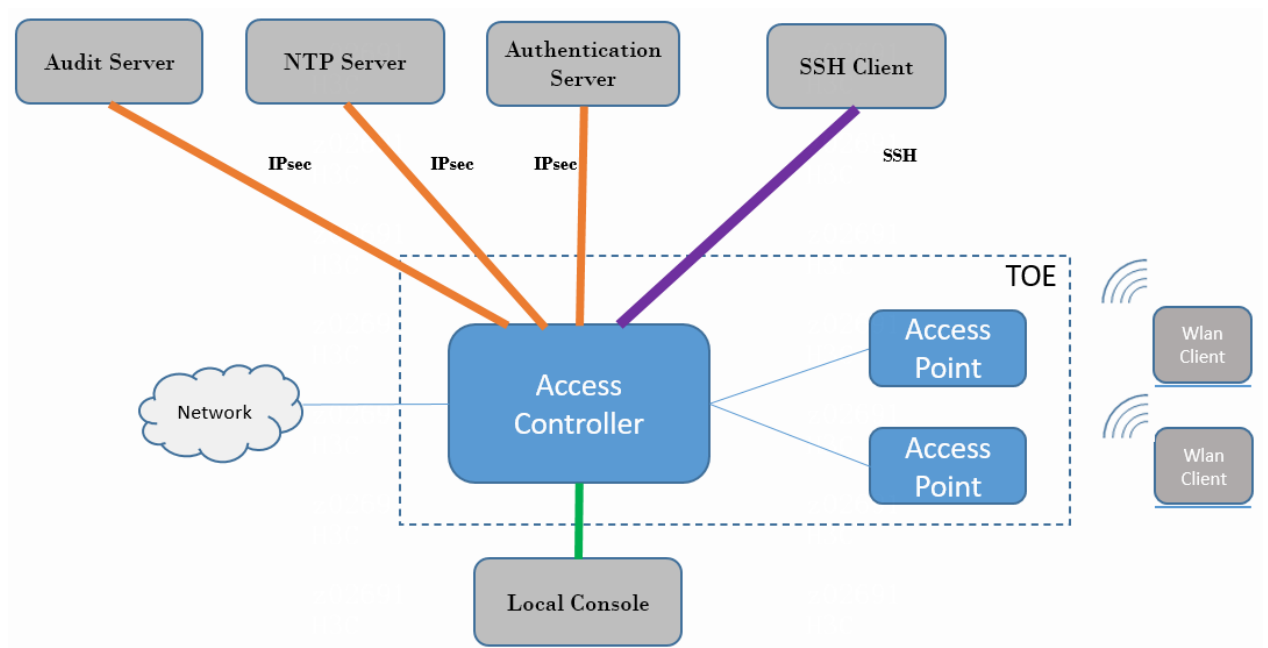 Audit Server
NTP Server
Authentication
Server
SSH Client
IPsec
IPsec
IPsec
SSH
TOE
Access
Controller
Access
Point
Access
Point
Wlan
Client
Wlan
Client
Network
Local Console